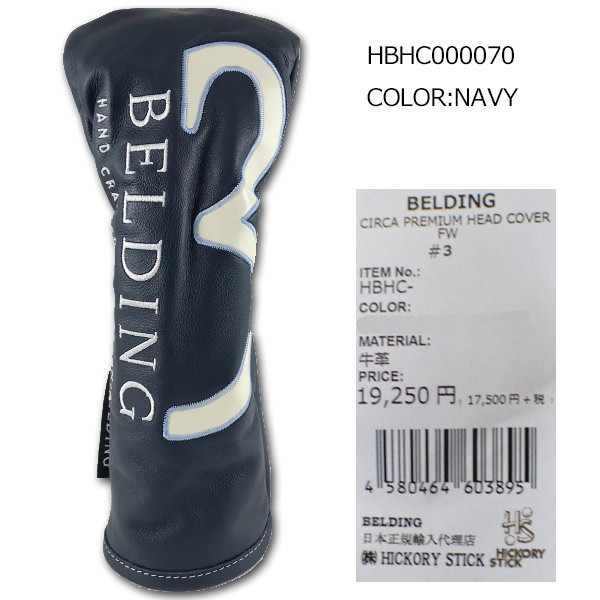 HBHC000070
COLOR:NAVY
3
BELDING
HAND CRA
BELDING
CIRCA PREMIUM HEAD COVER
FW
#3
ITEM No.:
HBHC-
COLOR:
MATERIAL:
牛革
PRICE:
19,250円( 17,500円+税 )
4 580464 603895
BELDING
日本正規輸入代理店
㈱ HICKORY STICK
HS
HICKORY
STICK